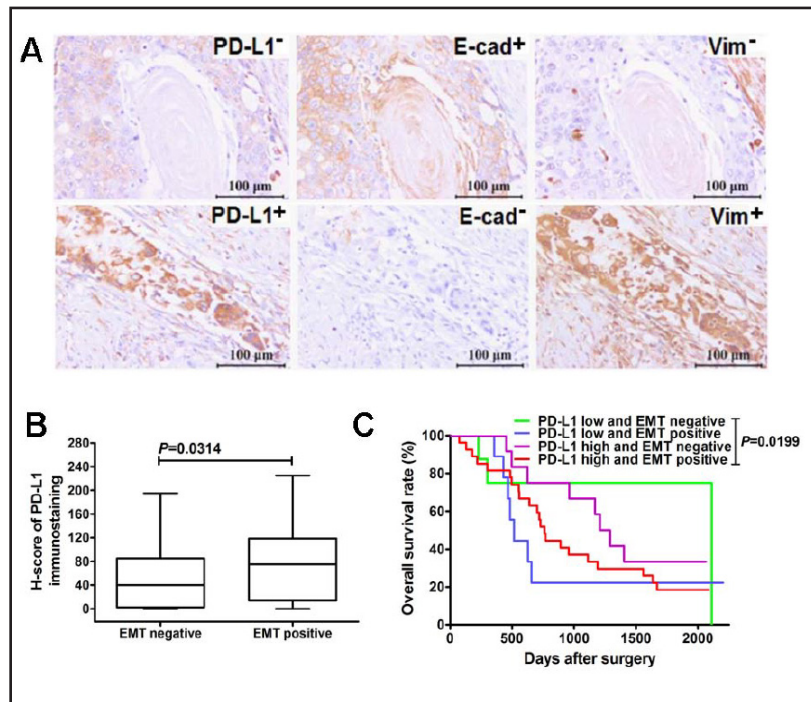 A
PD-L1-
E-cad+
Vim-
100 µm
100 µm
100 µm
PD-L1+
E-cad-
Vim+
100 µm
100 µm
100 µm
B
P=0.0314
H-score of PD-L1
immunostaining
280
240
200
160
120
80
40
0
EMT negative
EMT positive
C
PD-L1 low and EMT negative
PD-L1 low and EMT positive
PD-L1 high and EMT negative
PD-L1 high and EMT positive
P=0.0199
Overall survival rate (%)
100
80
60
40
20
0
0
500
1000
1500
2000
Days after surgery